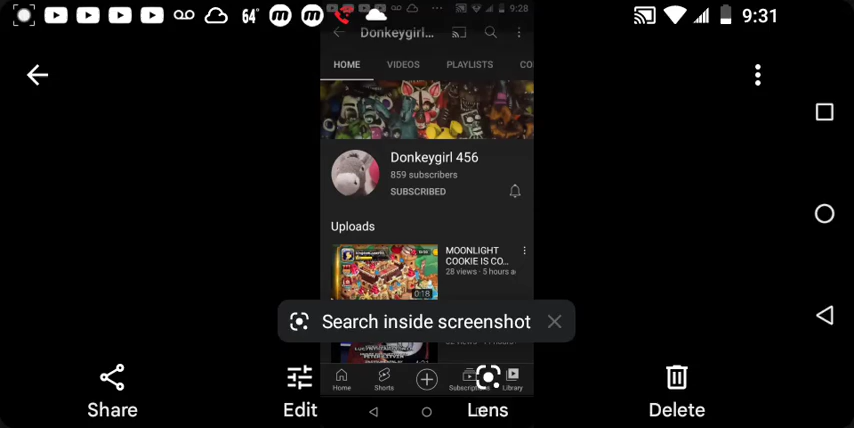 64°
9:31
9:28
Donkeygirl...
HOME
VIDEOS
PLAYLISTS
CO
Donkeygirl 456
859 subscribers
SUBSCRIBED
Uploads
MOONLIGHT
COOKIE IS CO...
28 views · 5 hours a
0:18
Search inside screenshot
Home
Shorts
Library
Share
Edit
Lens
Delete